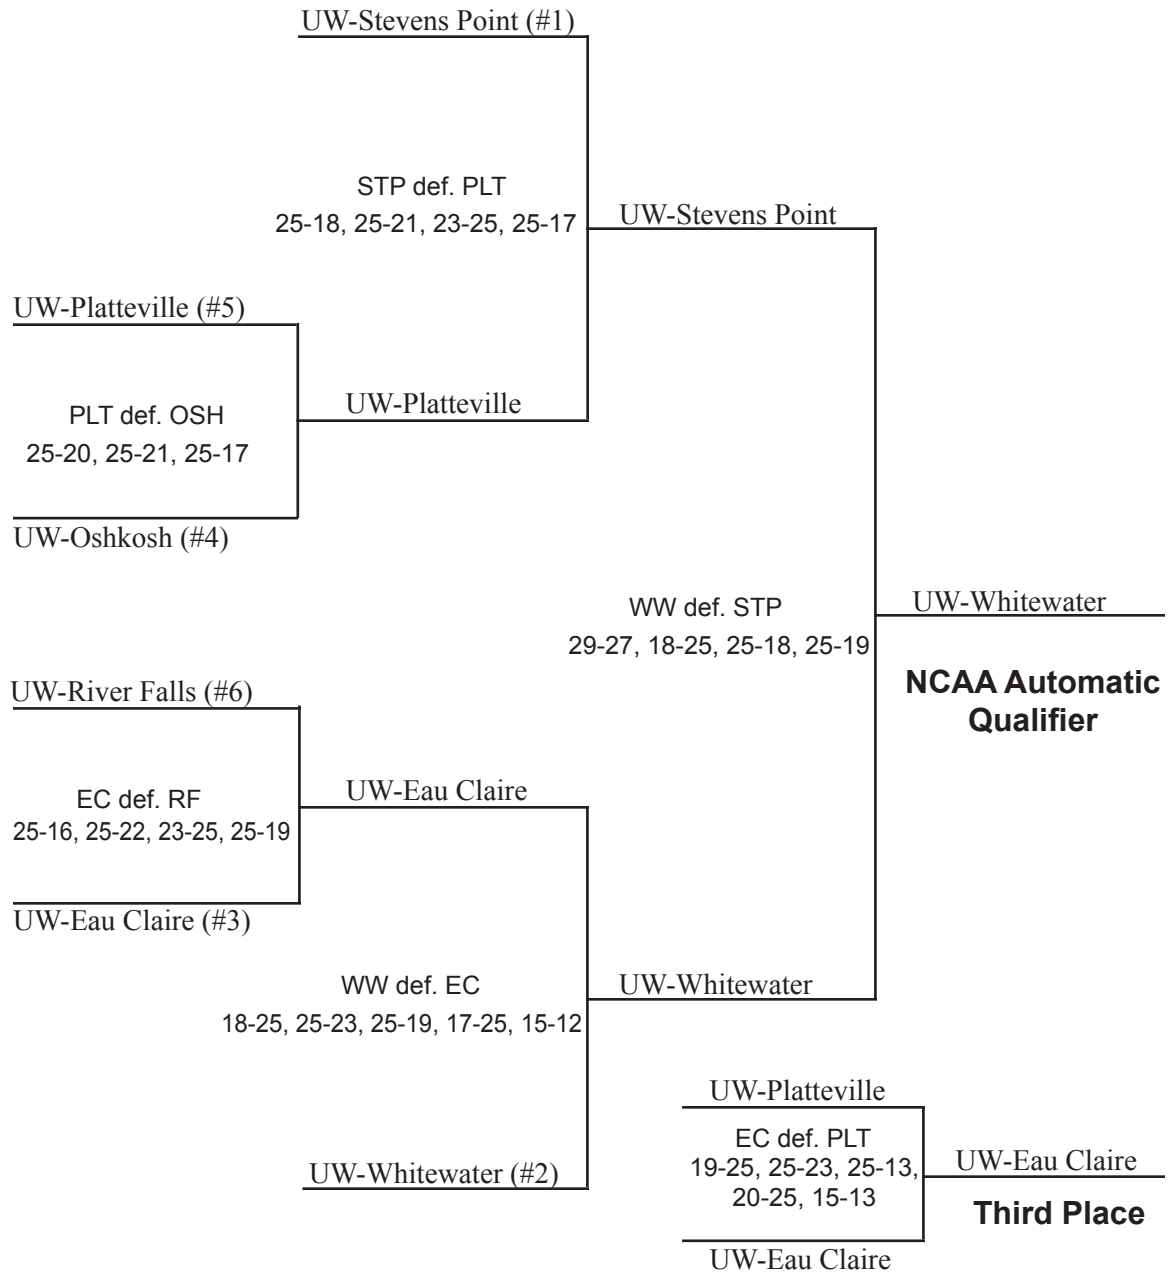 UW-Stevens Point (#1)
STP def. PLT
25-18, 25-21, 23-25, 25-17
UW-Stevens Point
UW-Platteville (#5)
PLT def. OSH
25-20, 25-21, 25-17
UW-Platteville
UW-Oshkosh (#4)
WW def. STP
29-27, 18-25, 25-18, 25-19
UW-Whitewater
NCAA Automatic
Qualifier
UW-River Falls (#6)
EC def. RF
25-16, 25-22, 23-25, 25-19
UW-Eau Claire
UW-Eau Claire (#3)
WW def. EC
18-25, 25-23, 25-19, 17-25, 15-12
UW-Whitewater
UW-Whitewater (#2)
UW-Platteville
EC def. PLT
19-25, 25-23, 25-13,
20-25, 15-13
UW-Eau Claire
Third Place
UW-Eau Claire